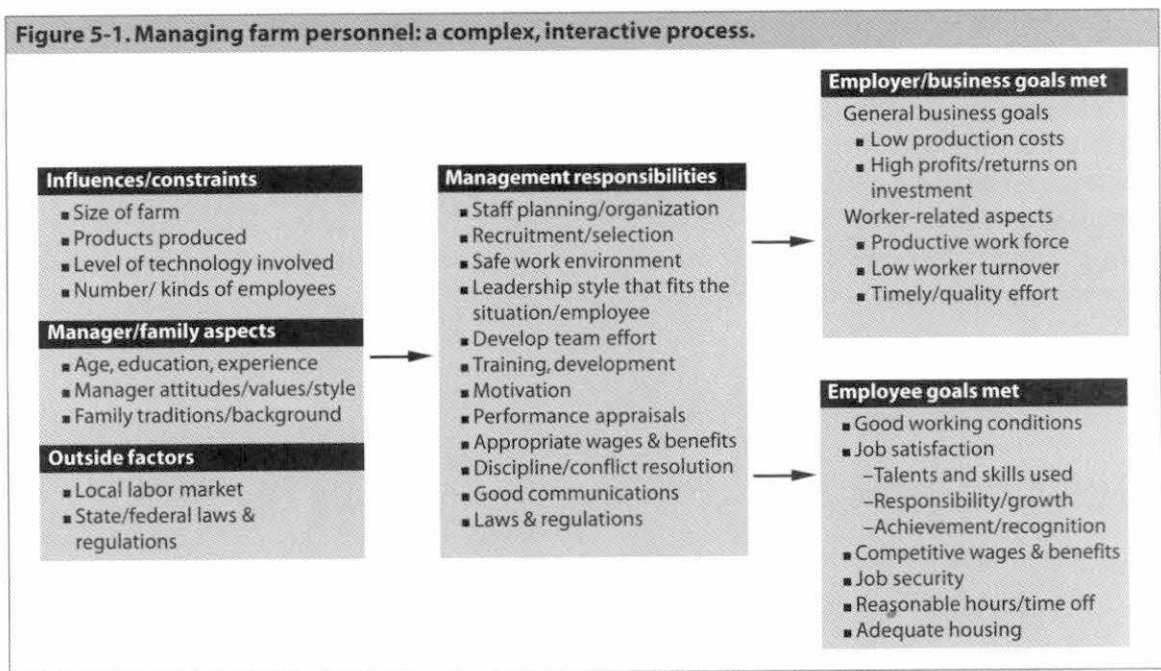 Figure 5-1. Managing farm personnel: a complex, interactive process.
Influences/constraints
▪ Size of farm
▪ Products produced
▪ Level of technology involved
▪ Number/ kinds of employees
Manager/family aspects
▪ Age, education, experience
▪ Manager attitudes/values/style
▪ Family traditions/background
Outside factors
▪ Local labor market
▪ State/federal laws &
regulations
Management responsibilities
▪ Staff planning/organization
▪ Recruitment/selection
▪ Safe work environment
▪ Leadership style that fits the
situation/employee
▪ Develop team effort
▪ Training, development
▪ Motivation
▪ Performance appraisals
▪ Appropriate wages & benefits
▪ Discipline/conflict resolution
▪ Good communications
▪ Laws & regulations
Employer/business goals met
General business goals
▪ Low production costs
▪ High profits/returns on
investment
Worker-related aspects
▪ Productive work force
▪ Low worker turnover
▪ Timely/quality effort
Employee goals met
▪ Good working conditions
▪ Job satisfaction
–Talents and skills used
–Responsibility/growth
–Achievement/recognition
▪ Competitive wages & benefits
▪ Job security
▪ Reasonable hours/time off
▪ Adequate housing